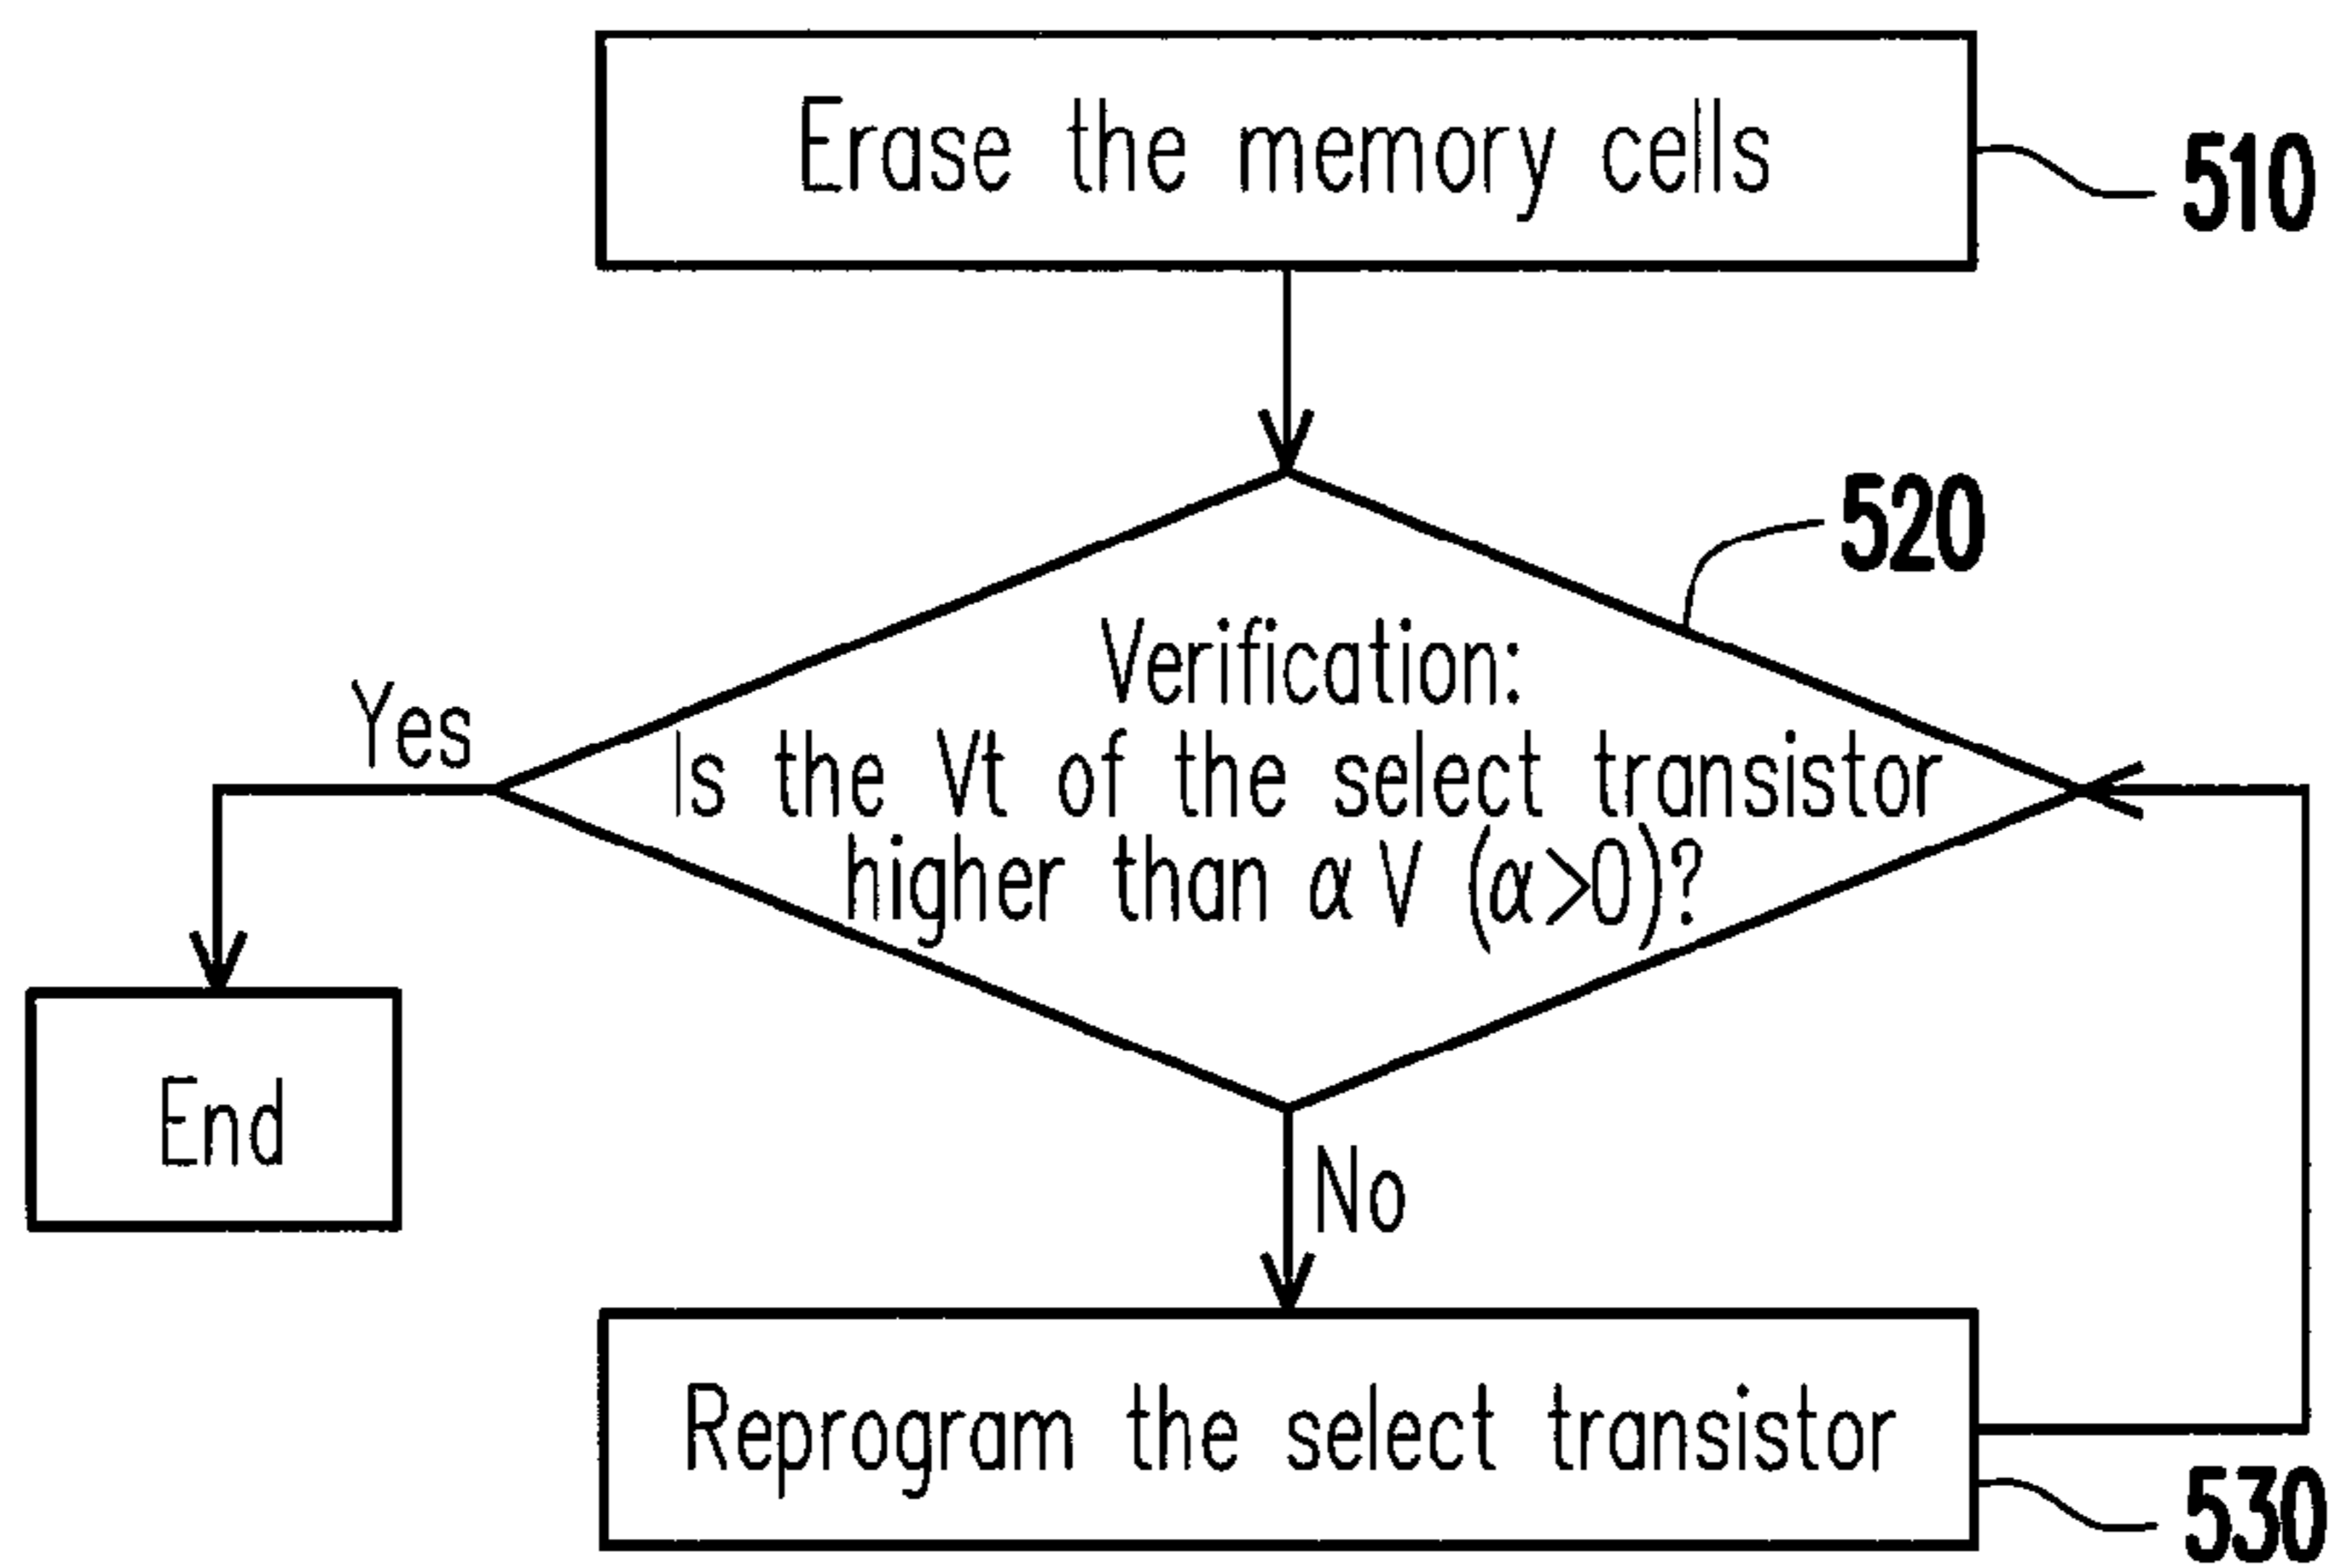 Erase the memory cells
510
520
Verification:
Yes
Is the Vt of the select transistor
higher than α V (α>0)?
End
No
Reprogram the select transistor
530